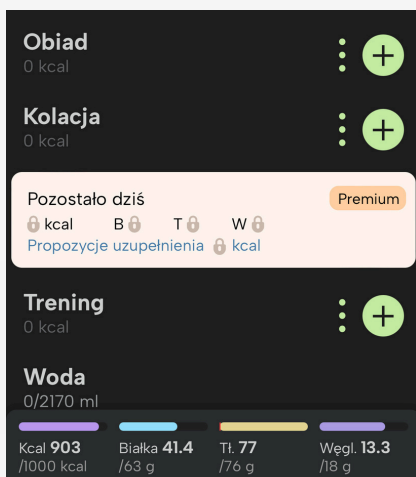 Obiad
0 kcal
Kolacja
0 kcal
Pozostało dziś Premium
kcal B T W
Propozycje uzupełnienia kcal
Trening
0 kcal
Woda
0/2170 ml
Kcal 903 Białka 41.4 Tł. 77 Węgl. 13.3
/1000 kcal /63 g /76 g /18 g